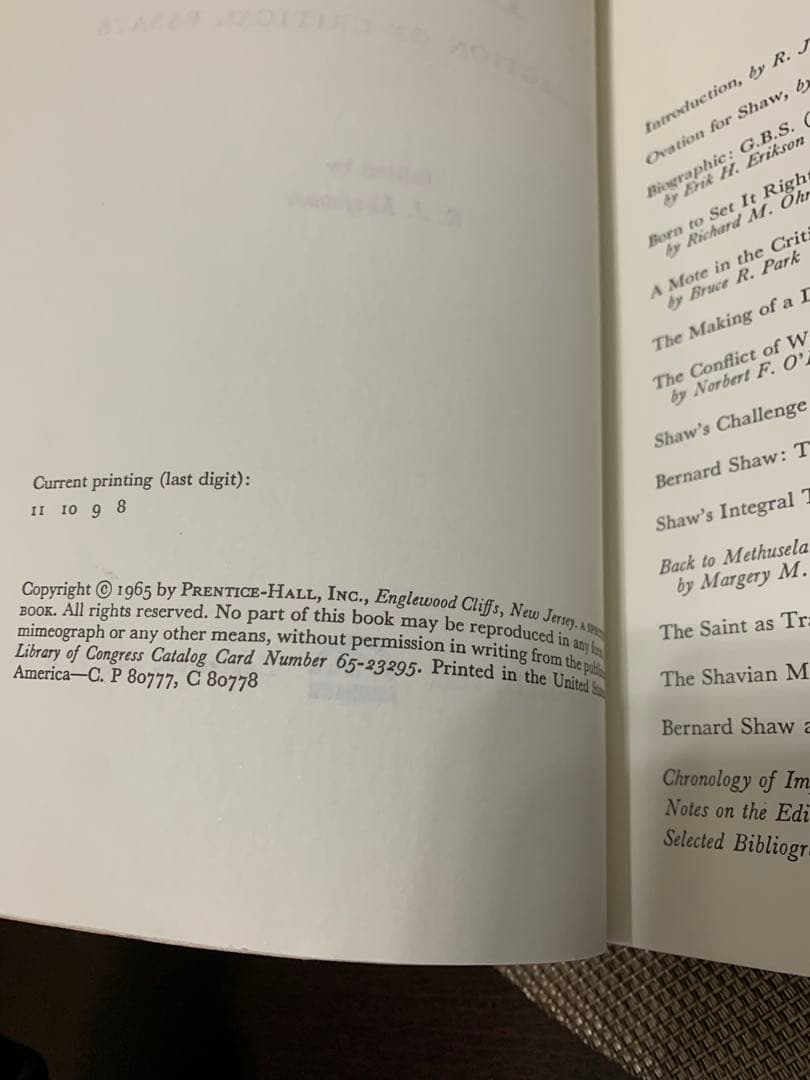 Current printing (last digit):
11 10 9 8
Copyright © 1965 by PRENTICE-HALL, INC., Englewood Cliffs, New Jersey. A
BOOK. All rights reserved. No part of this book may be reproduced in any
mimeograph or any other means, without permission in writing from the
Library of Congress Catalog Card Number 65-23295. Printed in the United
America—C. P 80777, C 80778
Introduction, by R. J
Ovation for Shaw, by
Biographic: G.B.S. (
by Erik H. Erikson
Born to Set It Right
by Richard M. Ohr
A Mote in the Criti
by Bruce R. Park
The Making of a D
The Conflict of W
by Norbert F. O'
Shaw's Challenge
Bernard Shaw: T
Shaw's Integral T
Back to Methusela
by Margery M.
The Saint as Tra
The Shavian M
Bernard Shaw a
Chronology of Im
Notes on the Edi
Selected Bibliogr